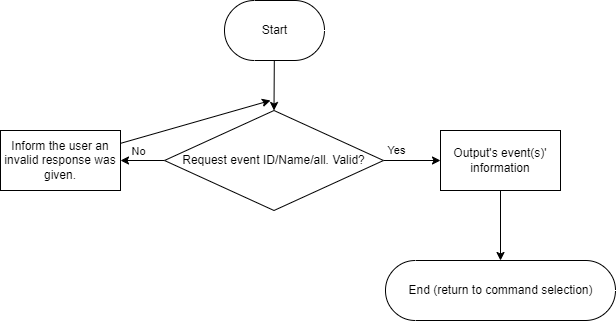 Start
Inform the user an
invalid response was
given.
No
Request event ID/Name/all. Valid?
Yes
Output's event(s)'
information
End (return to command selection)